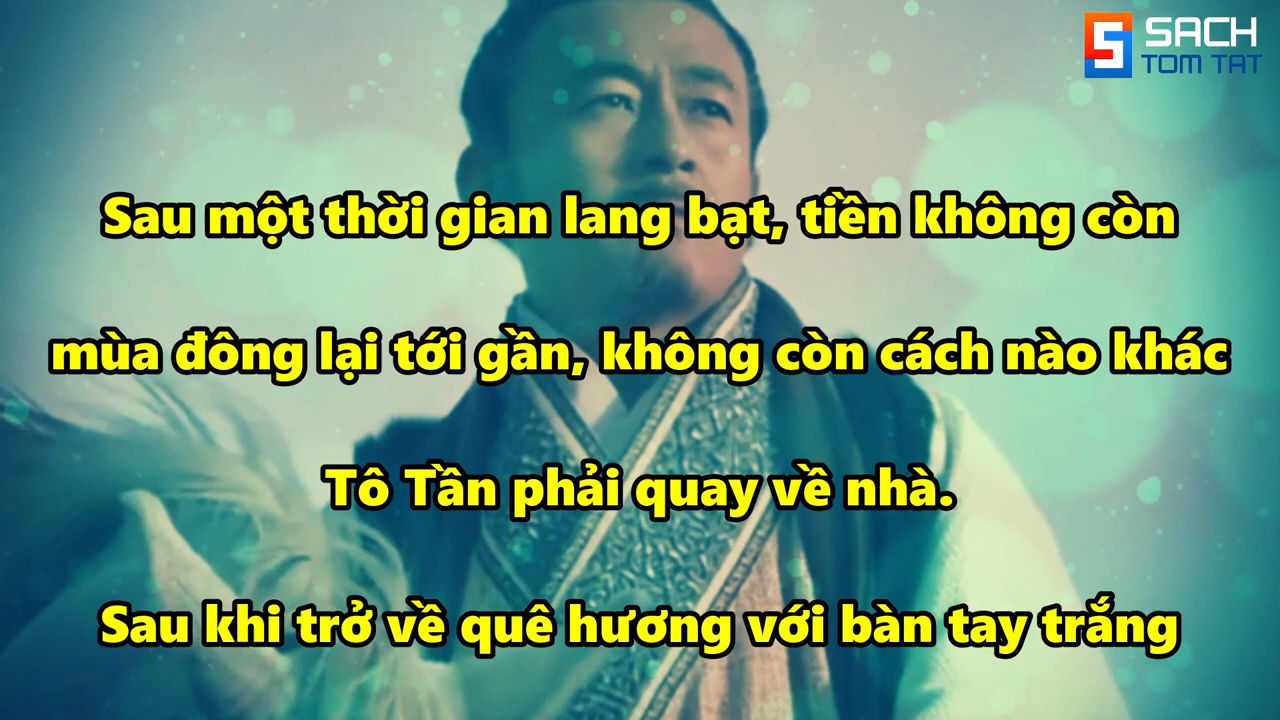 SACH
TOM TAT
Sau một thời gian lang bạt, tiền không còn
mùa đông lại tới gần, không còn cách nào khác
Tô Tần phải quay về nhà.
Sau khi trở về quê hương với bàn tay trắng